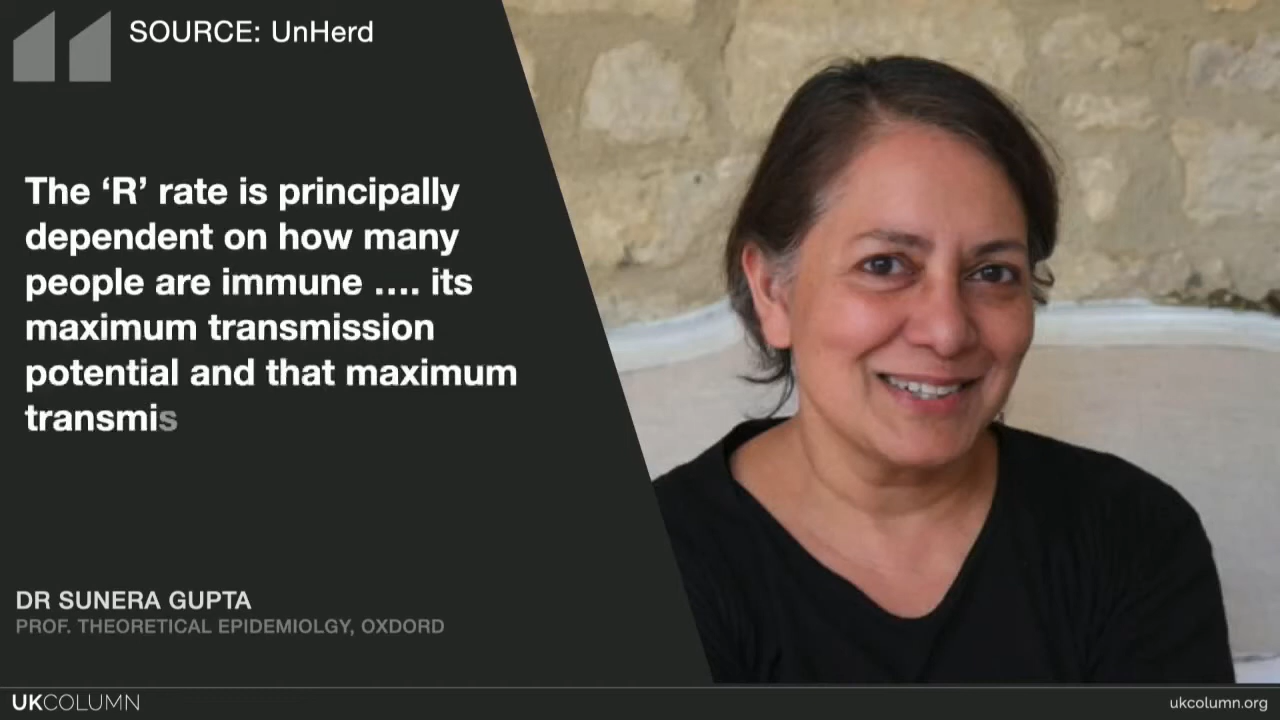 SOURCE: UnHerd
The ‘R’ rate is principally
dependent on how many
people are immune .... its
maximum transmission
potential and that maximum
transmis
DR SUNERA GUPTA
PROF. THEORETICAL EPIDEMIOLGY, OXDORD
UKCOLUMN
ukcolumn.org